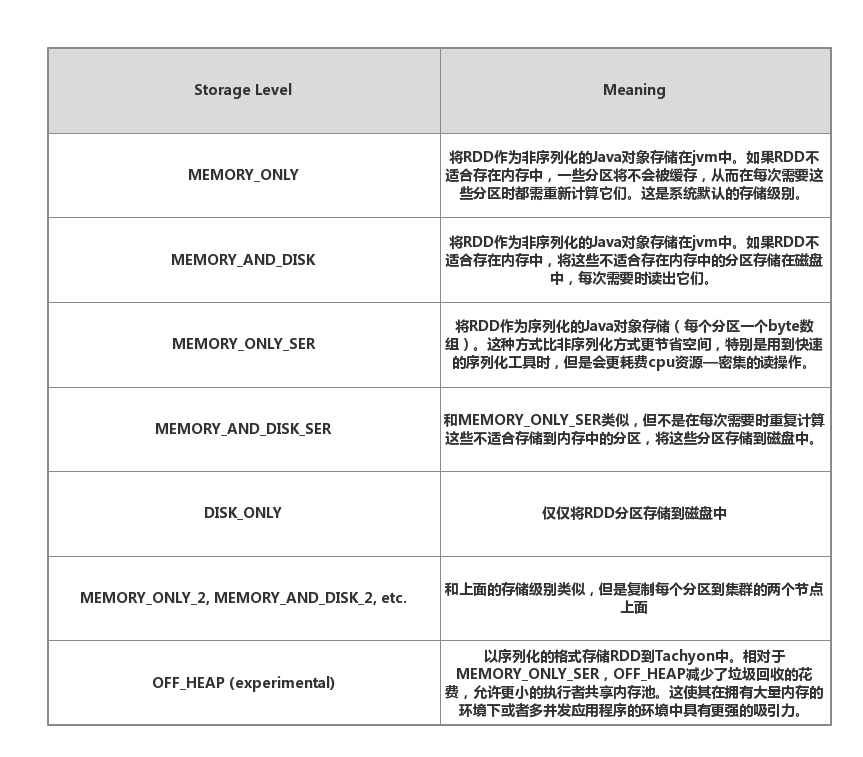 Storage Level
Meaning
MEMORY_ONLY
将RDD作为非序列化的Java对象存储在jvm中。如果RDD不
适合存在内存中，一些分区将不会被缓存，从而在每次需要这
些分区时都需重新计算它们。这是系统默认的存储级别。
MEMORY_AND_DISK
将RDD作为非序列化的Java对象存储在jvm中。如果RDD不
适合存在内存中，将这些不适合存在内存中的分区存储在磁盘
中，每次需要时读出它们。
MEMORY_ONLY_SER
将RDD作为序列化的Java对象存储（每个分区一个byte数
组）。这种方式比非序列化方式更节省空间，特别是用到快速
的序列化工具时，但是会更耗费cpu资源—密集的读操作。
MEMORY_AND_DISK_SER
和MEMORY_ONLY_SER类似，但不是在每次需要时重复计算
这些不适合存储到内存中的分区，将这些分区存储到磁盘中。
DISK_ONLY
仅仅将RDD分区存储到磁盘中
MEMORY_ONLY_2, MEMORY_AND_DISK_2, etc.
和上面的存储级别类似，但是复制每个分区到集群的两个节点
上面
OFF_HEAP (experimental)
以序列化的格式存储RDD到Tachyon中。相对于
MEMORY_ONLY_SER，OFF_HEAP减少了垃圾回收的花
费，允许更小的执行者共享内存池。这使其在拥有大量内存的
环境下或者多并发应用程序的环境中具有更强的吸引力。